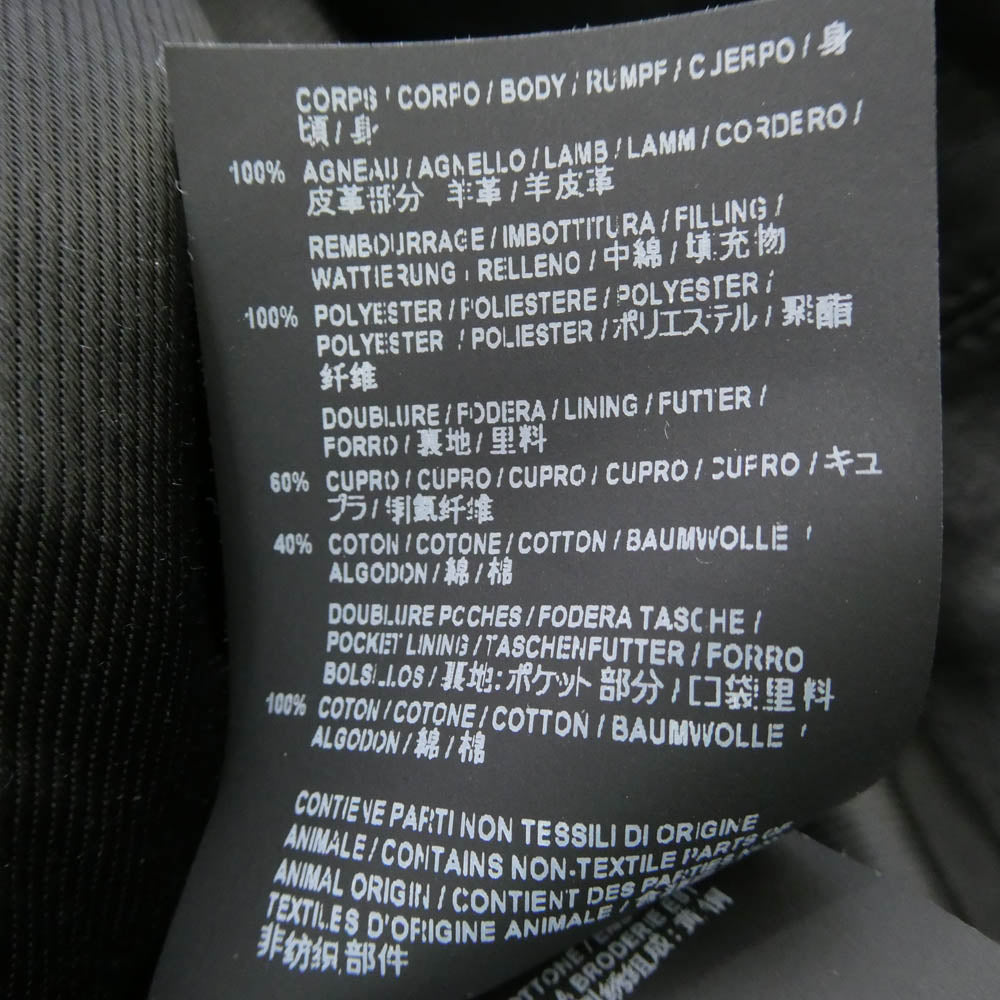 CORPS / CORPO / BODY / RUMPF / CUERPO / 身
頃 / 身
100% AGNEAU / AGNELLO / LAMB / LAMM / CORDERO /
皮革部分 羊革 / 羊皮革
REMBOURRAGE / IMBOTTITURA / FILLING /
WATTIERUNG / RELLENO / 中綿 / 填充物
100% POLYESTER / POLIESTERE / POLYESTER /
POLYESTER / POLIESTER / ポリエステル / 聚酯
纤维
DOUBLURE / FODERA / LINING / FUTTER /
FORRO / 裏地 / 里料
60% CUPRO / CUPRO / CUPRO / CUPRO / CUPRO / キュ
プラ / 铜氨纤维
40% COTON / COTONE / COTTON / BAUMWOLLE /
ALGODON / 綿 / 棉
DOUBLURE POCHES / FODERA TASCHE /
POCKET LINING / TASCHENFUTTER / FORRO
BOLSILLOS / 裏地:ポケット部分 / 口袋里料
100% COTON / COTONE / COTTON / BAUMWOLLE /
ALGODON / 綿 / 棉
CONTIENE PARTI NON TESSILI DI ORIGINE
ANIMALE / CONTAINS NON-TEXTILE PARTS OF
ANIMAL ORIGIN / CONTIENT DES PARTIES
TEXTILES D'ORIGINE ANIMALE /
非纺织部件
BRODERIE